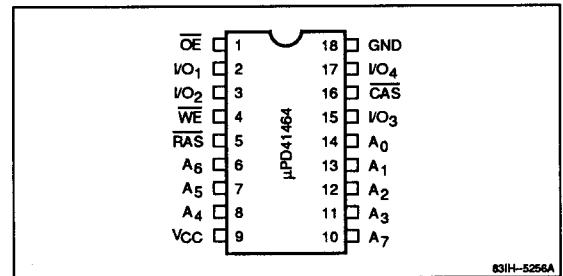 OE 1 18 GND
I/O1 2 17 I/O4
I/O2 3 16 CAS
WE 4 15 I/O3
RAS 5 14 A0
A6 6 13 A1
A5 7 12 A2
A4 8 11 A3
VCC 9 10 A7
µPD41464
83IH-5256A